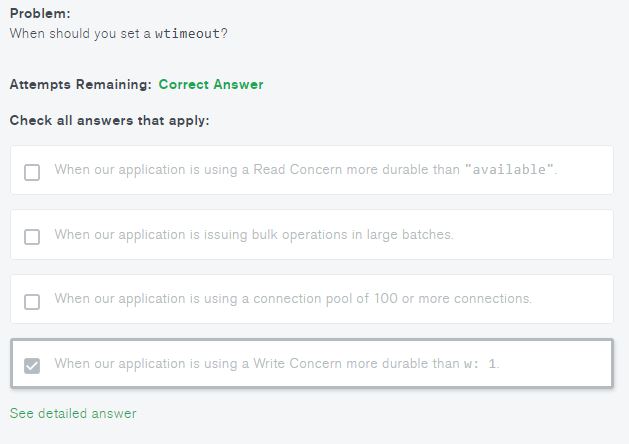 Problem:
When should you set a wtimeout?
Attempts Remaining: Correct Answer
Check all answers that apply:
When our application is using a Read Concern more durable than "available".
When our application is issuing bulk operations in large batches.
When our application is using a connection pool of 100 or more connections.
When our application is using a Write Concern more durable than w: 1.
See detailed answer